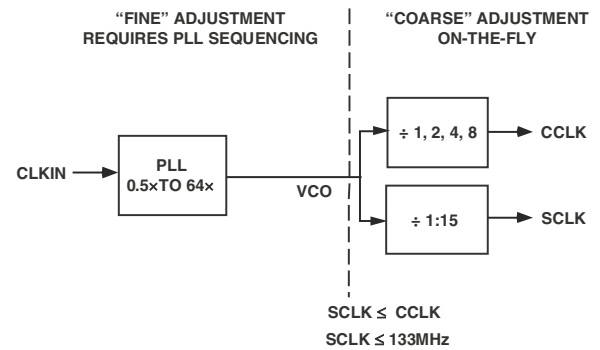 “FINE” ADJUSTMENT
REQUIRES PLL SEQUENCING
“COARSE” ADJUSTMENT
ON-THE-FLY
CLKIN
PLL
0.5×TO 64×
VCO
÷ 1, 2, 4, 8
CCLK
÷ 1:15
SCLK
SCLK ≤ CCLK
SCLK ≤ 133MHz